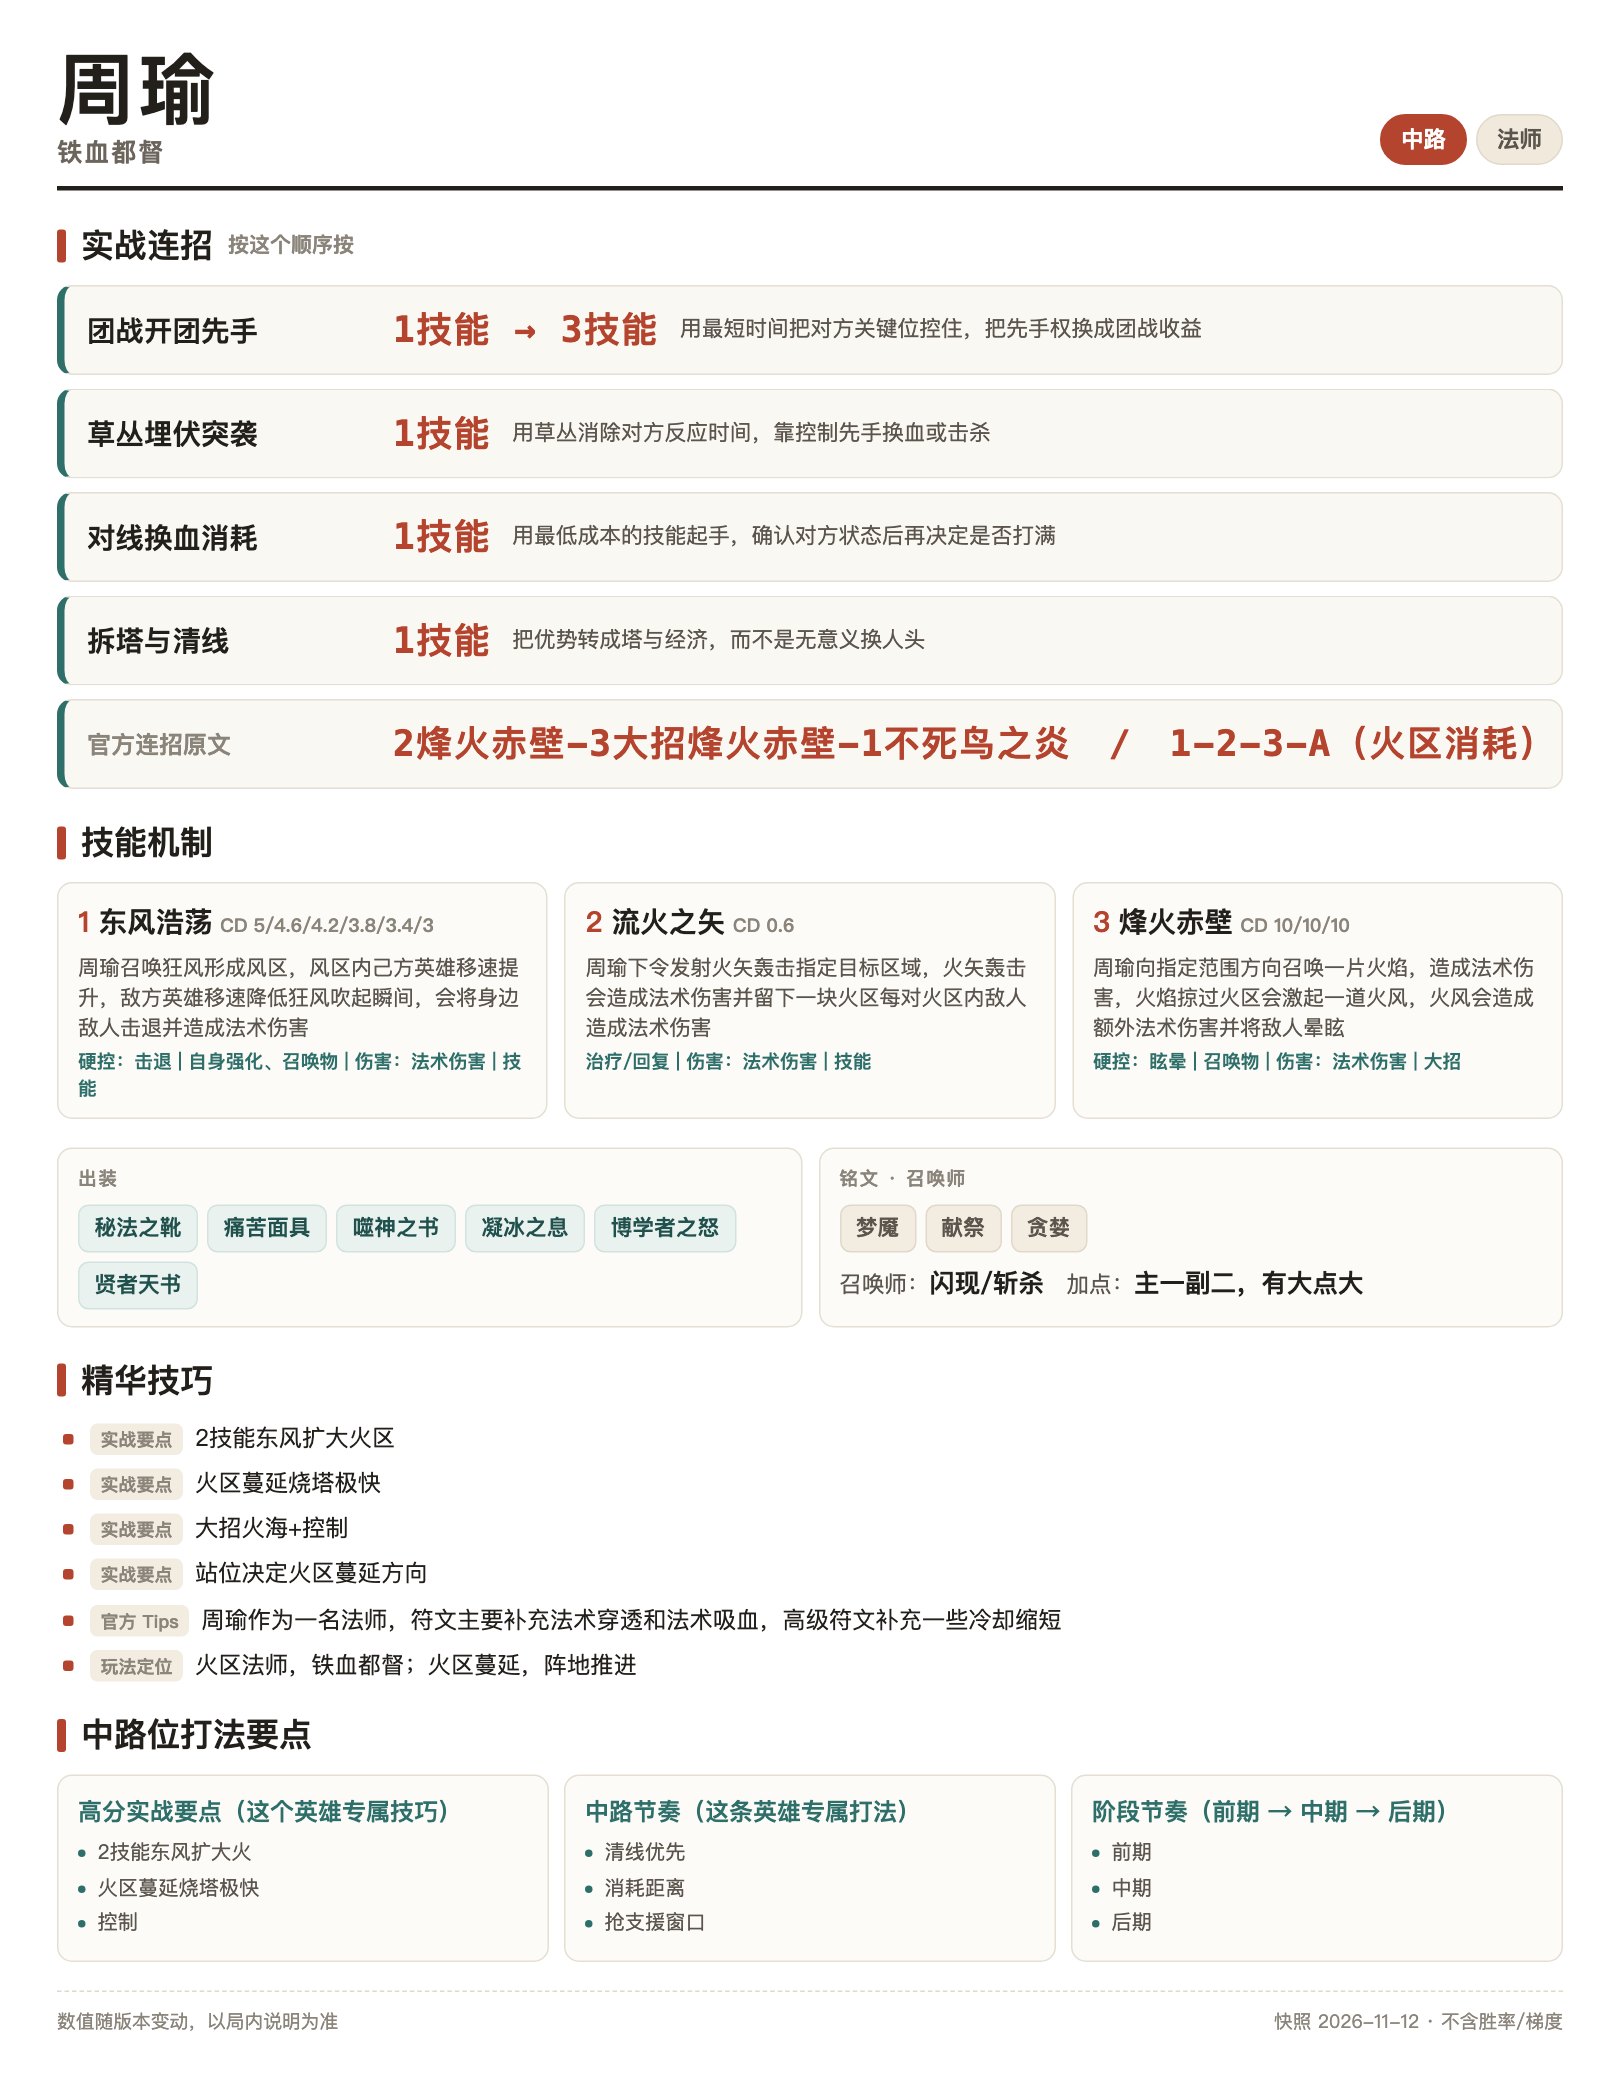 周瑜
铁血都督
中路
法师
实战连招 按这个顺序按
团战开团先手 1技能 → 3技能 用最短时间把对方关键位控住，把先手权换成团战收益
草丛埋伏突袭 1技能 用草丛消除对方反应时间，靠控制先手换血或击杀
对线换血消耗 1技能 用最低成本的技能起手，确认对方状态后再决定是否打满
拆塔与清线 1技能 把优势转成塔与经济，而不是无意义换人头
官方连招原文 2烽火赤壁-3大招烽火赤壁-1不死鸟之炎 / 1-2-3-A（火区消耗）
技能机制
1 东风浩荡 CD 5/4.6/4.2/3.8/3.4/3
周瑜召唤狂风形成风区，风区内己方英雄移速提
升，敌方英雄移速降低狂风吹起瞬间，会将身边
敌人击退并造成法术伤害
硬控：击退 | 自身强化、召唤物 | 伤害：法术伤害 | 技
能
2 流火之矢 CD 0.6
周瑜下令发射火矢轰击指定目标区域，火矢轰击
会造成法术伤害并留下一块火区每对火区内敌人
造成法术伤害
治疗/回复 | 伤害：法术伤害 | 技能
3 烽火赤壁 CD 10/10/10
周瑜向指定范围方向召唤一片火焰，造成法术伤
害，火焰掠过火区会激起一道火风，火风会造成
额外法术伤害并将敌人晕眩
硬控：眩晕 | 召唤物 | 伤害：法术伤害 | 大招
出装
秘法之靴 痛苦面具 噬神之书 凝冰之息 博学者之怒
贤者天书
铭文 · 召唤师
梦魇 献祭 贪婪
召唤师：闪现/斩杀 加点：主一副二，有大点大
精华技巧
实战要点 2技能东风扩大火区
实战要点 火区蔓延烧塔极快
实战要点 大招火海+控制
实战要点 站位决定火区蔓延方向
官方 Tips 周瑜作为一名法师，符文主要补充法术穿透和法术吸血，高级符文补充一些冷却缩短
玩法定位 火区法师，铁血都督；火区蔓延，阵地推进
中路位打法要点
高分实战要点（这个英雄专属技巧）
2技能东风扩大火
火区蔓延烧塔极快
控制
中路节奏（这条英雄专属打法）
清线优先
消耗距离
抢支援窗口
阶段节奏（前期 → 中期 → 后期）
前期
中期
后期
数值随版本变动，以局内说明为准
快照 2026-11-12 · 不含胜率/梯度